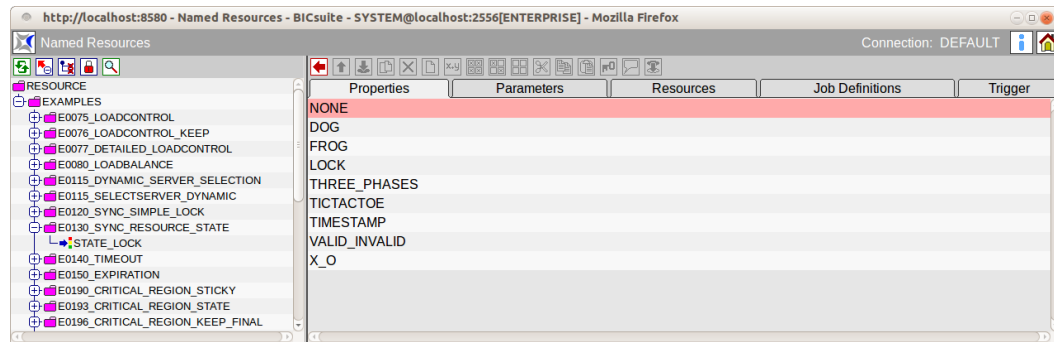 http://localhost:8580 - Named Resources - BICsuite - SYSTEM@localhost:2556[ENTERPRISE] - Mozilla Firefox
Named Resources
Connection: DEFAULT
RESOURCE
EXAMPLES
E0075_LOADCONTROL
E0076_LOADCONTROL_KEEP
E0077_DETAILED_LOADCONTROL
E0080_LOADBALANCE
E0115_DYNAMIC_SERVER_SELECTION
E0115_SELECTSERVER_DYNAMIC
E0120_SYNC_SIMPLE_LOCK
E0130_SYNC_RESOURCE_STATE
STATE_LOCK
E0140_TIMEOUT
E0150_EXPIRATION
E0190_CRITICAL_REGION_STICKY
E0193_CRITICAL_REGION_STATE
E0196_CRITICAL_REGION_KEEP_FINAL
Properties Parameters Resources Job Definitions Trigger
NONE
DOG
FROG
LOCK
THREE_PHASES
TICTACTOE
TIMESTAMP
VALID_INVALID
X_O